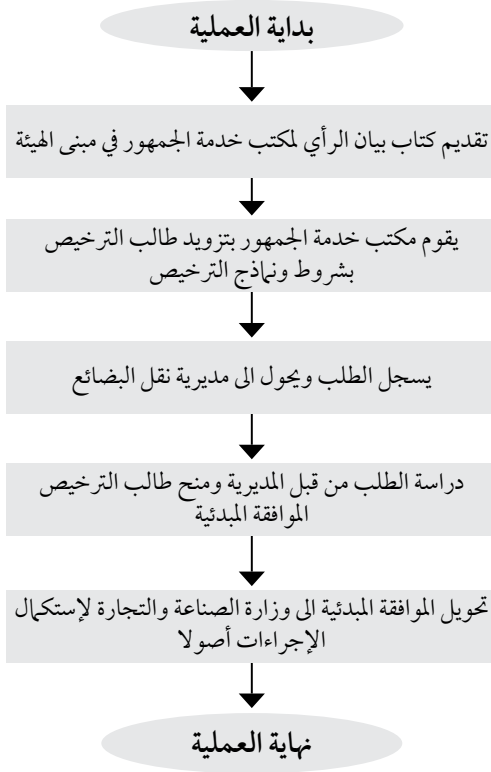 بداية العملية
تقديم كتاب بيان الرأي لمكتب خدمة الجمهور في مبنى الهيئة
يقوم مكتب خدمة الجمهور بتزويد طالب الترخيص
بشروط ونماذج الترخيص
يسجل الطلب ويحول الى مديرية نقل البضائع
دراسة الطلب من قبل المديرية ومنح طالب الترخيص
الموافقة المبدئية
تحويل الموافقة المبدئية الى وزارة الصناعة والتجارة لإستكمال
الإجراءات أصولا
نهاية العملية